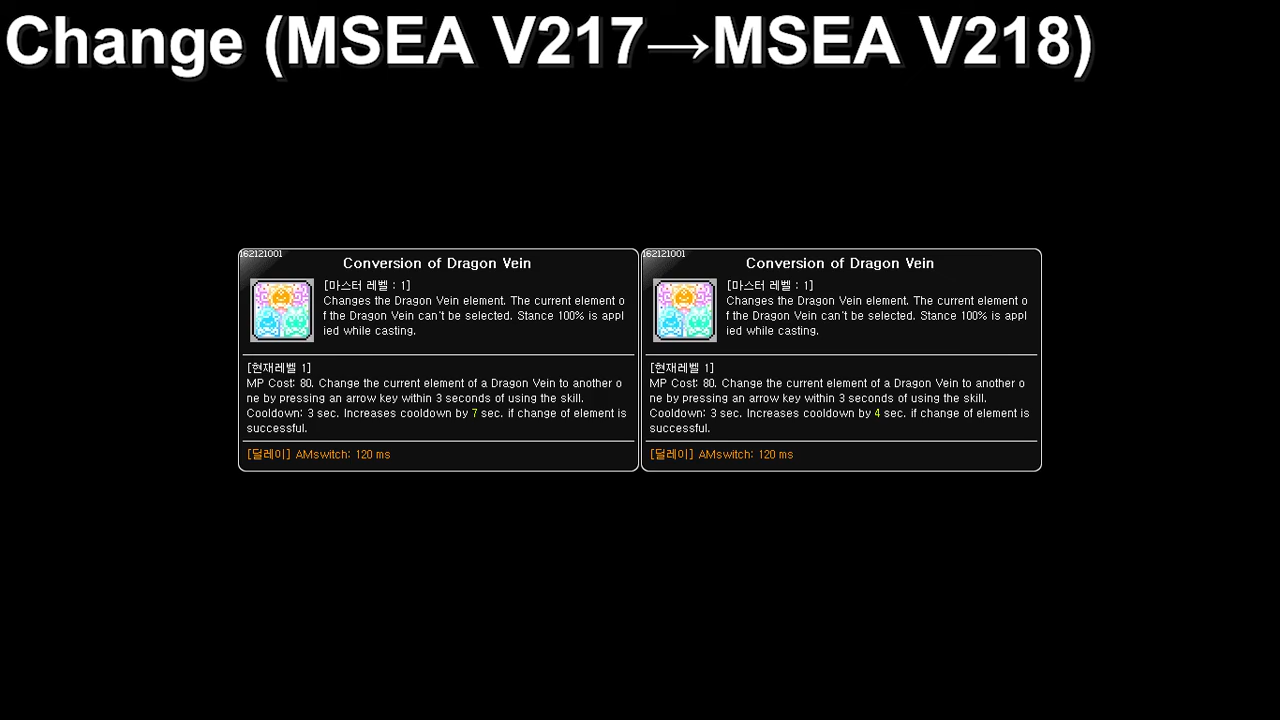 Change (MSEA V217→MSEA V218)
162121001
Conversion of Dragon Vein
[마스터 레벨 : 1]
Changes the Dragon Vein element. The current element o
f the Dragon Vein can't be selected. Stance 100% is appl
ied while casting.
[현재레벨 1]
MP Cost: 80. Change the current element of a Dragon Vein to another o
ne by pressing an arrow key within 3 seconds of using the skill.
Cooldown: 3 sec. Increases cooldown by 7 sec. if change of element is
successful.
[딜레이] AMswitch: 120 ms
162121001
Conversion of Dragon Vein
[마스터 레벨 : 1]
Changes the Dragon Vein element. The current element o
f the Dragon Vein can't be selected. Stance 100% is appl
ied while casting.
[현재레벨 1]
MP Cost: 80. Change the current element of a Dragon Vein to another o
ne by pressing an arrow key within 3 seconds of using the skill.
Cooldown: 3 sec. Increases cooldown by 4 sec. if change of element is
successful.
[딜레이] AMswitch: 120 ms